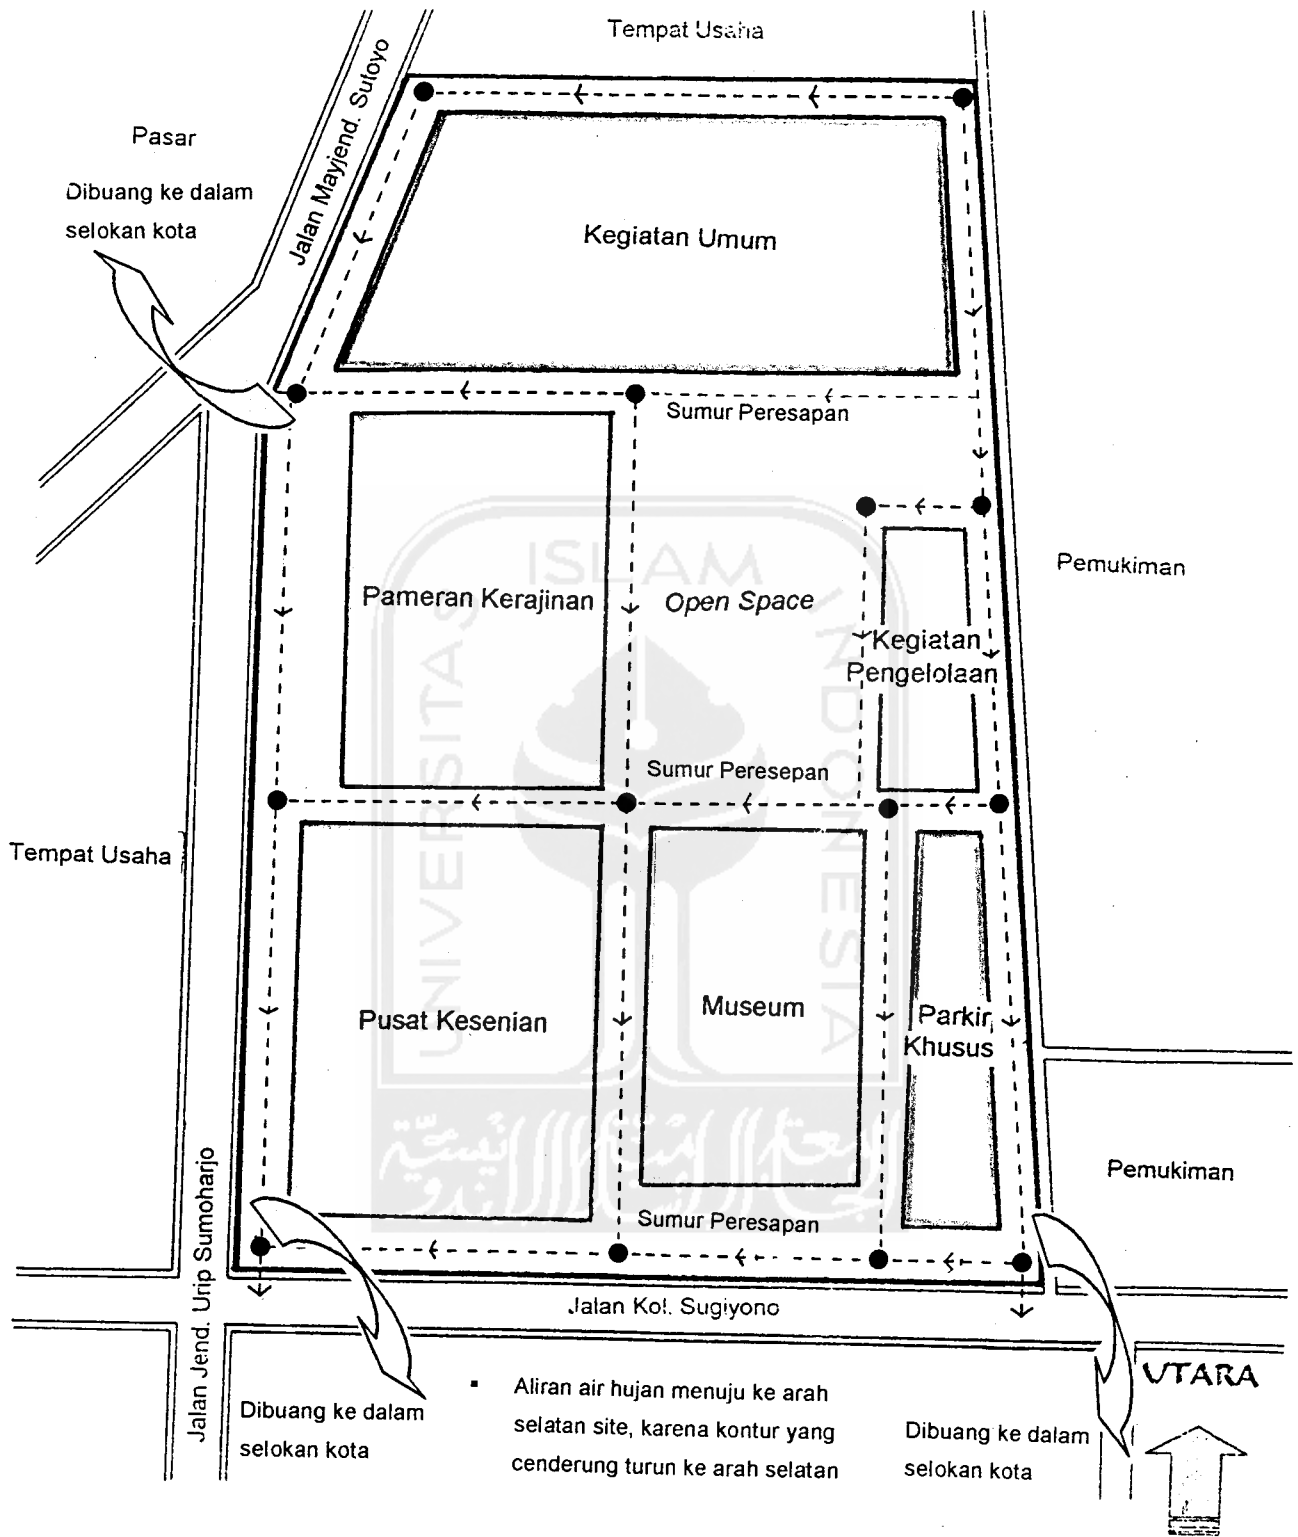 Tempat Usaha
Jalan Mayjend. Sutoyo
Pasar
Dibuang ke dalam
selokan kota
Kegiatan Umum
Sumur Peresapan
ISLAM
UNIVERSITAS
INDONESIA
Pemukiman
Pameran Kerajinan
Open Space
Kegiatan
Pengelolaan
Sumur Peresepan
Tempat Usaha
Pusat Kesenian
Museum
Parkir
Khusus
Pemukiman
Jalan Jend. Urip Sumoharjo
Sumur Peresapan
Jalan Kol. Sugiyono
UTARA
Dibuang ke dalam
selokan kota
▪ Aliran air hujan menuju ke arah
selatan site, karena kontur yang
cenderung turun ke arah selatan
Dibuang ke dalam
selokan kota